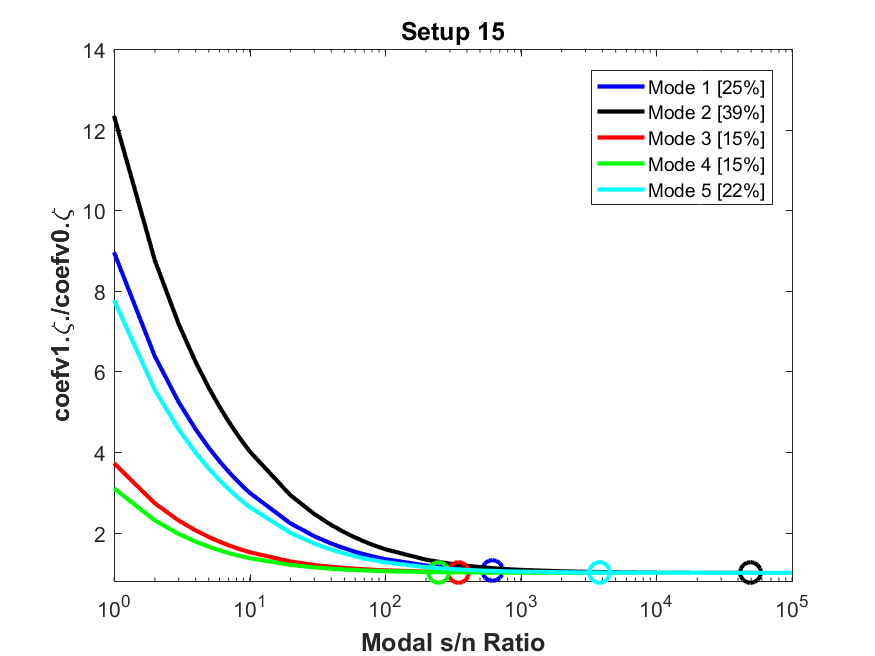 Setup 15
14
12
10
8
6
4
2
coefv1.ζ./coefv0.ζ
Mode 1 [25%]
Mode 2 [39%]
Mode 3 [15%]
Mode 4 [15%]
Mode 5 [22%]
10^0 10^1 10^2 10^3 10^4 10^5
Modal s/n Ratio